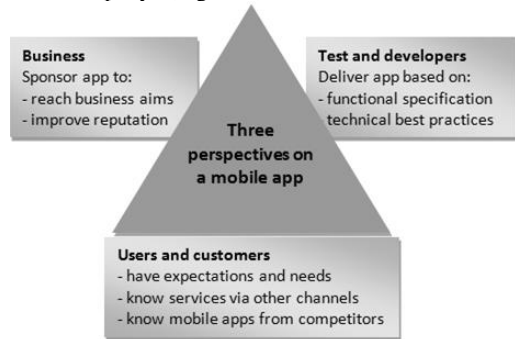 Business
Sponsor app to:
- reach business aims
- improve reputation
Test and developers
Deliver app based on:
- functional specification
- technical best practices
Three
perspectives on
a mobile app
Users and customers
- have expectations and needs
- know services via other channels
- know mobile apps from competitors